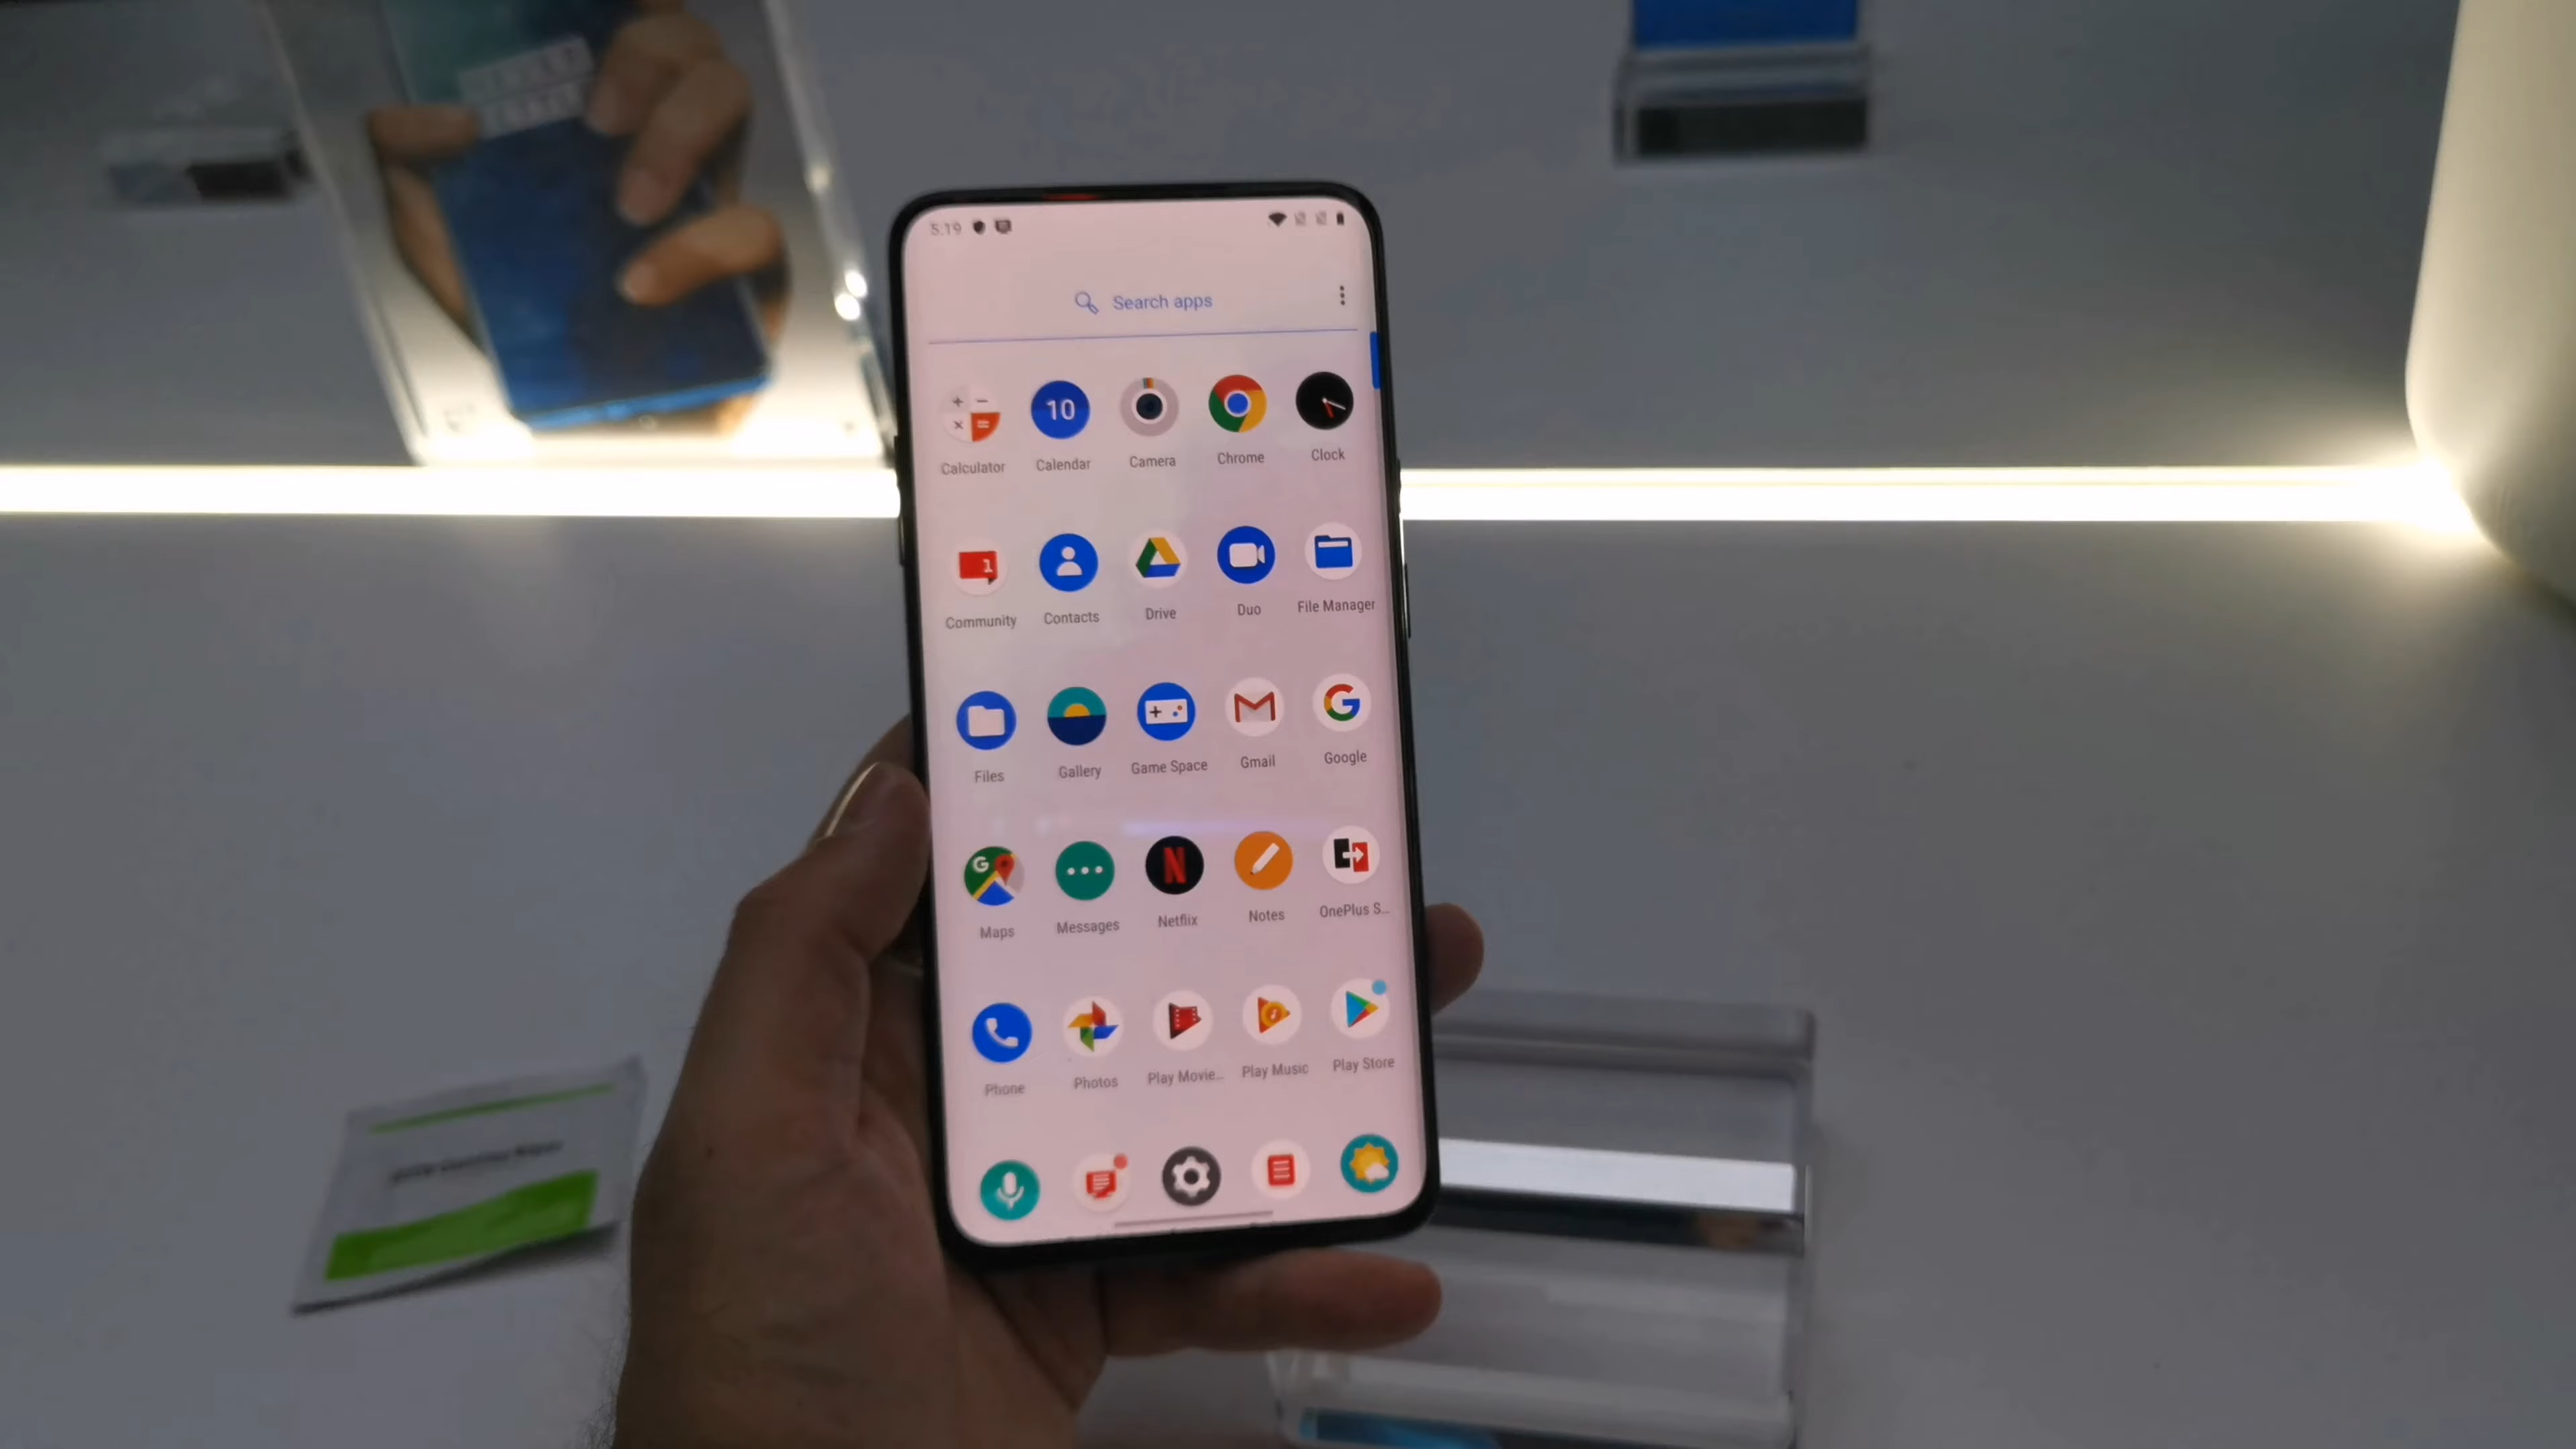 5:19
Search apps
10
Calculator Calendar Camera Chrome Clock
1
Community Contacts Drive Duo File Manager
Files Gallery Game Space Gmail Google
G
N
Maps Messages Netflix Notes OnePlus S...
Phone Photos Play Movie... Play Music Play Store